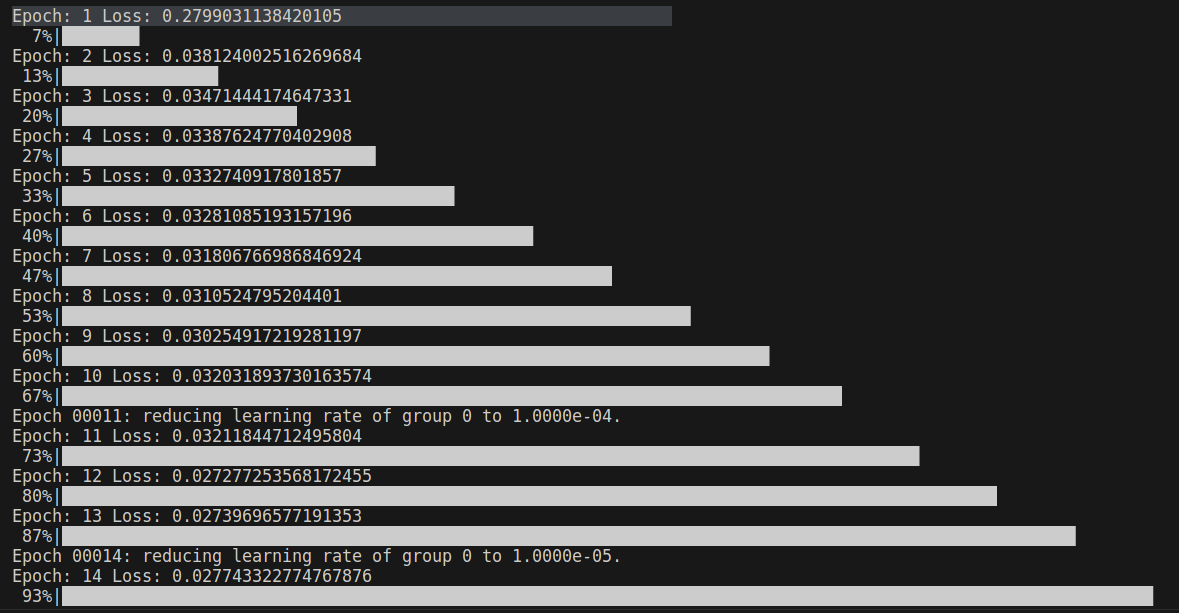 Epoch: 1 Loss: 0.2799031138420105
7%|
Epoch: 2 Loss: 0.038124002516269684
13%|
Epoch: 3 Loss: 0.03471444174647331
20%|
Epoch: 4 Loss: 0.03387624770402908
27%|
Epoch: 5 Loss: 0.0332740917801857
33%|
Epoch: 6 Loss: 0.03281085193157196
40%|
Epoch: 7 Loss: 0.031806766986846924
47%|
Epoch: 8 Loss: 0.0310524795204401
53%|
Epoch: 9 Loss: 0.030254917219281197
60%|
Epoch: 10 Loss: 0.032031893730163574
67%|
Epoch 00011: reducing learning rate of group 0 to 1.0000e-04.
Epoch: 11 Loss: 0.03211844712495804
73%|
Epoch: 12 Loss: 0.027277253568172455
80%|
Epoch: 13 Loss: 0.02739696577191353
87%|
Epoch 00014: reducing learning rate of group 0 to 1.0000e-05.
Epoch: 14 Loss: 0.027743322774767876
93%|